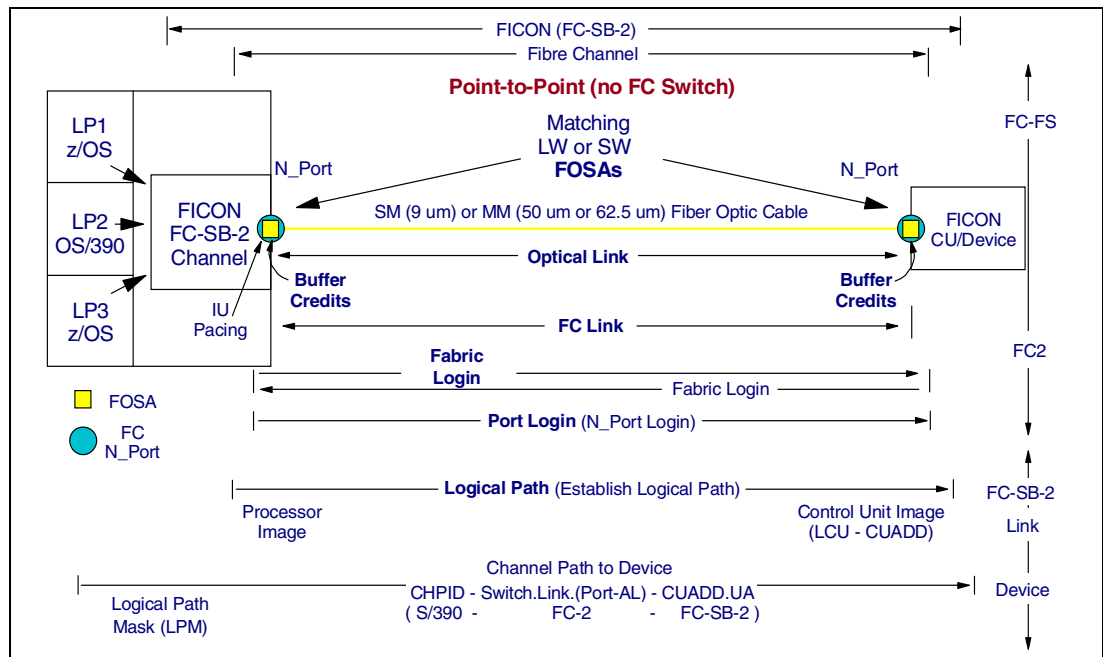 FICON (FC-SB-2)
Fibre Channel
Point-to-Point (no FC Switch)
LP1
z/OS
LP2
OS/390
LP3
z/OS
FICON
FC-SB-2
Channel
N_Port
Matching
LW or SW
FOSAs
N_Port
FC-FS
SM (9 um) or MM (50 um or 62.5 um) Fiber Optic Cable
FICON
CU/Device
Optical Link
Buffer
Credits
Buffer
Credits
IU
Pacing
FC Link
FC2
Fabric
Login
Fabric Login
FOSA
FC
N_Port
Port Login (N_Port Login)
Logical Path (Establish Logical Path)
FC-SB-2
Processor
Image
Control Unit Image
(LCU - CUADD)
Link
Channel Path to Device
CHPID - Switch.Link.(Port-AL) - CUADD.UA
( S/390 - FC-2 - FC-SB-2 )
Device
Logical Path
Mask (LPM)